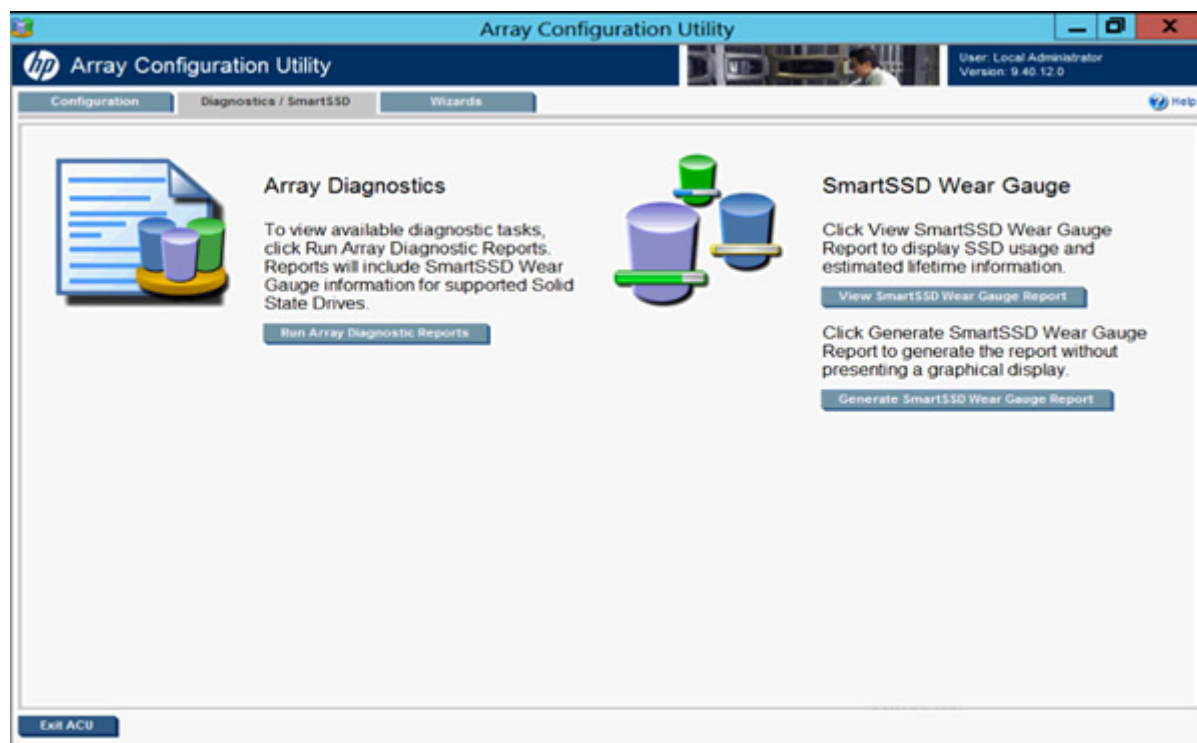 Array Configuration Utility
hp
Array Configuration Utility
User: Local Administrator
Version: 9.40.12.0
Configuration
Diagnostics / SmartSSD
Wizards
Help
Array Diagnostics
To view available diagnostic tasks,
click Run Array Diagnostic Reports.
Reports will include SmartSSD Wear
Gauge information for supported Solid
State Drives.
Run Array Diagnostic Reports
SmartSSD Wear Gauge
Click View SmartSSD Wear Gauge
Report to display SSD usage and
estimated lifetime information.
View SmartSSD Wear Gauge Report
Click Generate SmartSSD Wear Gauge
Report to generate the report without
presenting a graphical display.
Generate SmartSSD Wear Gauge Report
Exit ACU